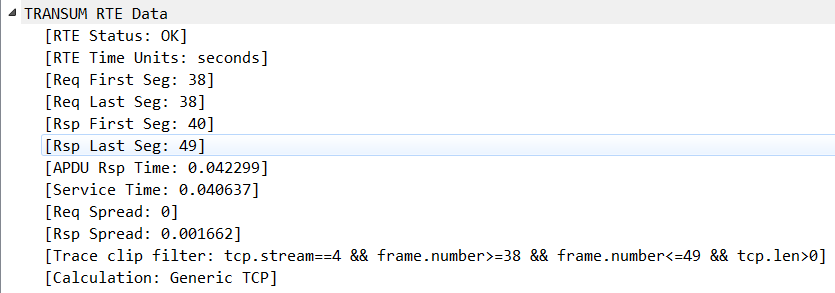 TRANSUM RTE Data
[RTE Status: OK]
[RTE Time Units: seconds]
[Req First Seg: 38]
[Req Last Seg: 38]
[Rsp First Seg: 40]
[Rsp Last Seg: 49]
[APDU Rsp Time: 0.042299]
[Service Time: 0.040637]
[Req Spread: 0]
[Rsp Spread: 0.001662]
[Trace clip filter: tcp.stream==4 && frame.number>=38 && frame.number<=49 && tcp.len>0]
[Calculation: Generic TCP]